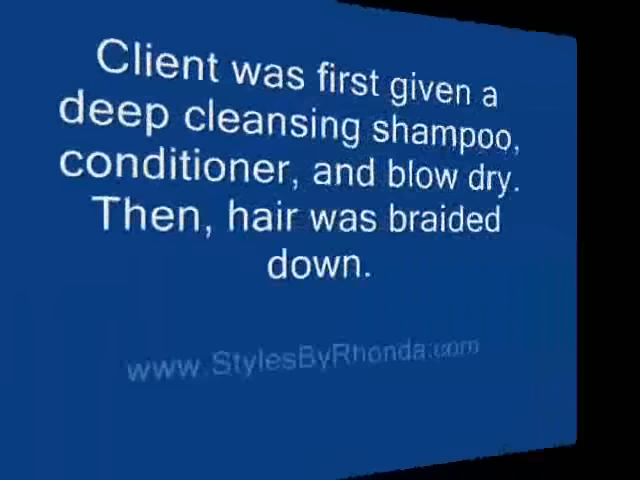 Client was first given a
deep cleansing shampoo,
conditioner, and blow dry.
Then, hair was braided
down.
www.StylesByRhonda.com